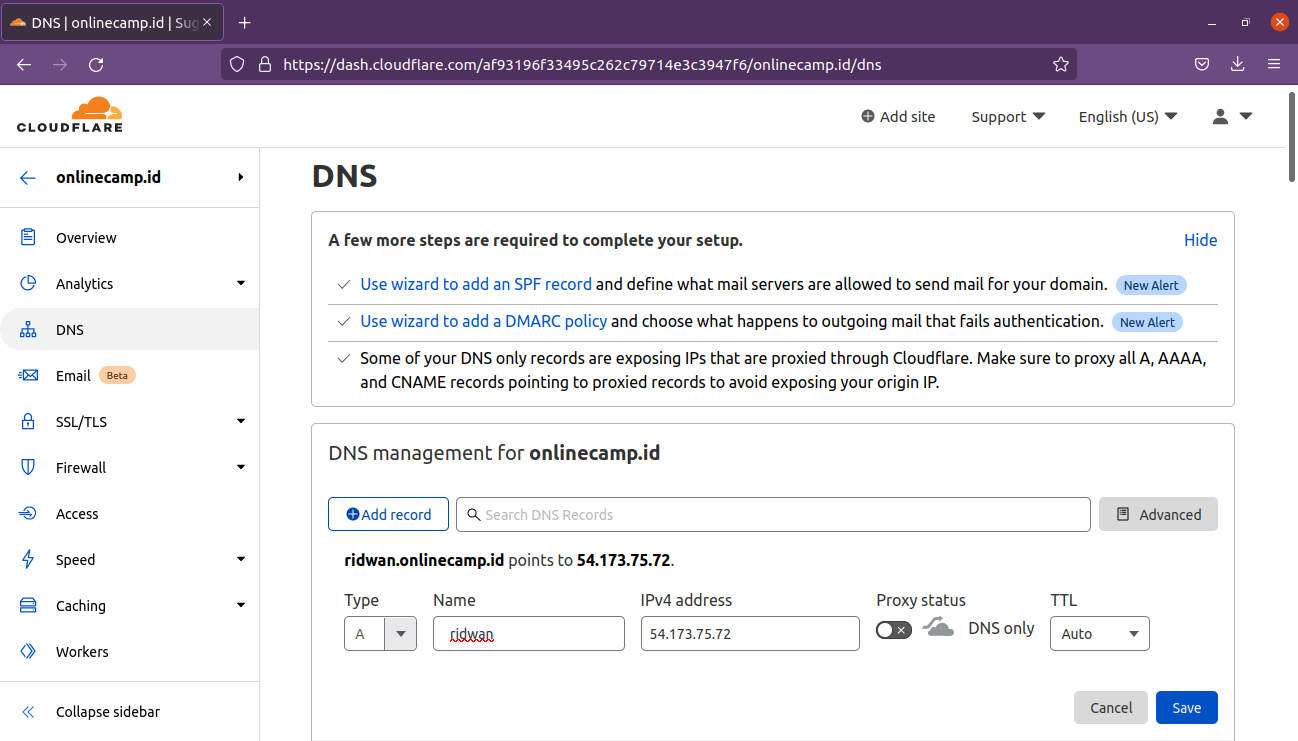 DNS | onlinecamp.id | Sug
https://dash.cloudflare.com/af93196f33495c262c79714e3c3947f6/onlinecamp.id/dns
CLOUDFLARE
Add site
Support
English (US)
onlinecamp.id
Overview
Analytics
DNS
Email Beta
SSL/TLS
Firewall
Access
Speed
Caching
Workers
Collapse sidebar
DNS
A few more steps are required to complete your setup.
Hide
Use wizard to add an SPF record and define what mail servers are allowed to send mail for your domain. New Alert
Use wizard to add a DMARC policy and choose what happens to outgoing mail that fails authentication. New Alert
Some of your DNS only records are exposing IPs that are proxied through Cloudflare. Make sure to proxy all A, AAAA,
and CNAME records pointing to proxied records to avoid exposing your origin IP.
DNS management for onlinecamp.id
Add record
Search DNS Records
Advanced
ridwan.onlinecamp.id points to 54.173.75.72.
Type Name IPv4 address Proxy status TTL
A ridwan 54.173.75.72 DNS only Auto
Cancel Save